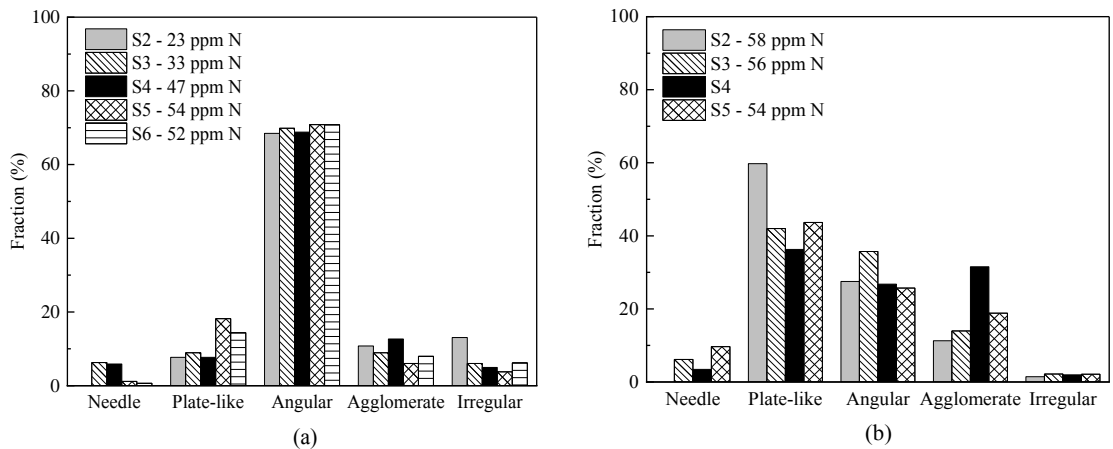 100
80
60
40
20
0
Fraction (%)
S2 - 23 ppm N
S3 - 33 ppm N
S4 - 47 ppm N
S5 - 54 ppm N
S6 - 52 ppm N
Needle Plate-like Angular Agglomerate Irregular
(a)
100
80
60
40
20
0
Fraction (%)
S2 - 58 ppm N
S3 - 56 ppm N
S4
S5 - 54 ppm N
Needle Plate-like Angular Agglomerate Irregular
(b)